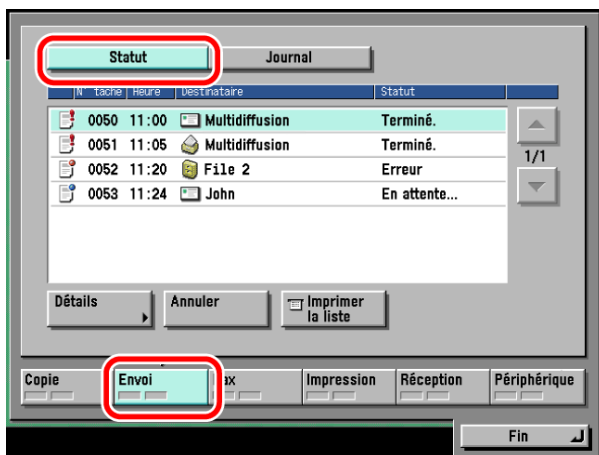 Statut Journal
N° tâche Heure Destinataire Statut
0050 11:00 Multidiffusion Terminé.
0051 11:05 Multidiffusion Terminé.
1/1
0052 11:20 File 2 Erreur
0053 11:24 John En attente...
Détails Annuler Imprimer
la liste
Copie Envoi ax Impression Réception Périphérique
Fin